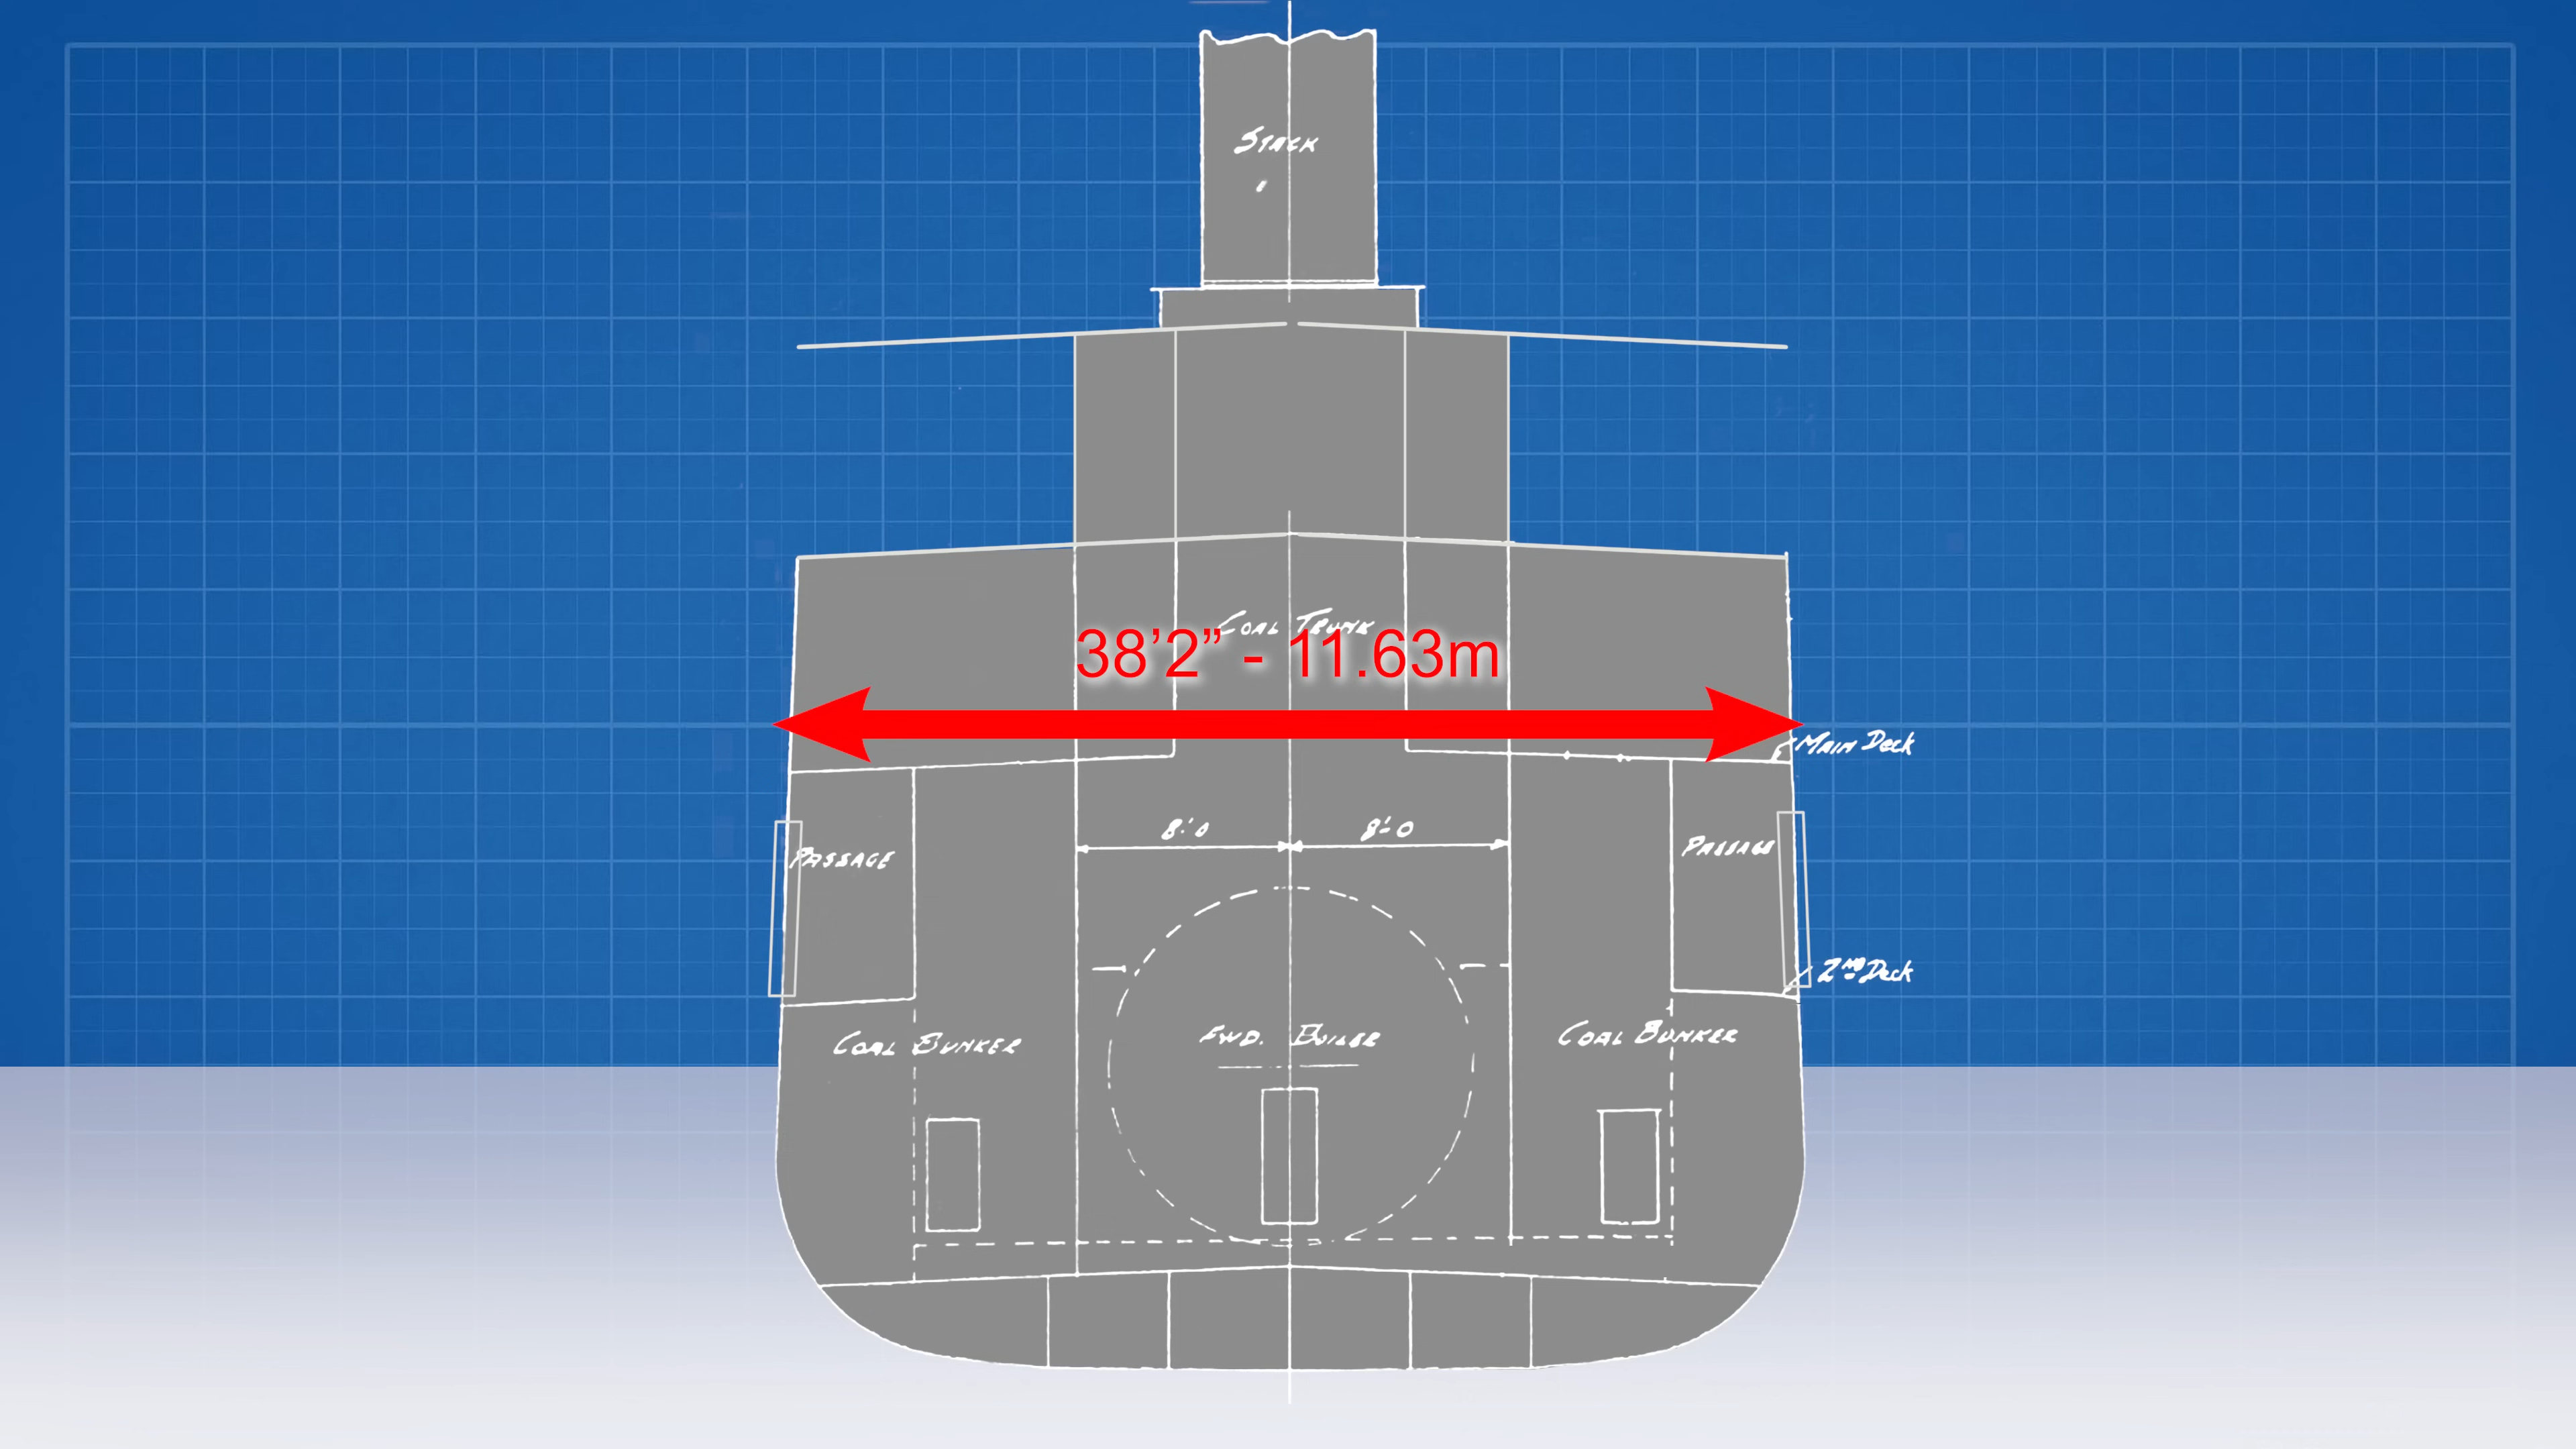 STACK
COAL TRUNK
38’2” - 11.63m
MAIN DECK
8'-0 8'-0
PASSAGE PASSAGE
2ND DECK
COAL BUNKER FWD. BOILER COAL BUNKER